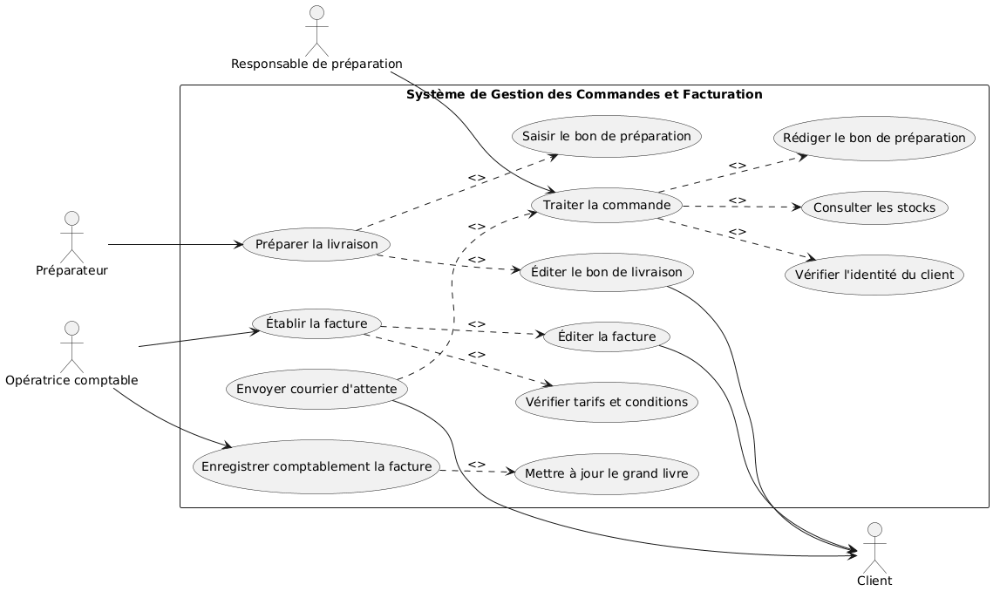 Responsable de préparation
Système de Gestion des Commandes et Facturation
Saisir le bon de préparation
Rédiger le bon de préparation
<>
<>
Traiter la commande
<>
Consulter les stocks
<>
Préparer la livraison
<>
<>
Préparateur
Éditer le bon de livraison
Vérifier l'identité du client
Établir la facture
<>
Éditer la facture
<>
Opératrice comptable
Envoyer courrier d'attente
Vérifier tarifs et conditions
Enregistrer comptablement la facture
<>
Mettre à jour le grand livre
Client